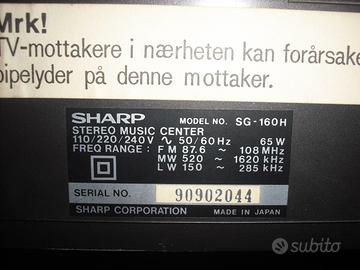 Mrk!
TV-mottakere i nærheten kan forårsake
pipelyder på denne mottaker.
SHARP MODEL NO. SG-160H
STEREO MUSIC CENTER
110/220/240V ∿ 50/60Hz 65W
FREQ RANGE: FM 87.6 ~ 108MHz
MW 520 ~ 1620 kHz
LW 150 ~ 285 kHz
SERIAL NO. 90902044
SHARP CORPORATION MADE IN JAPAN
subito